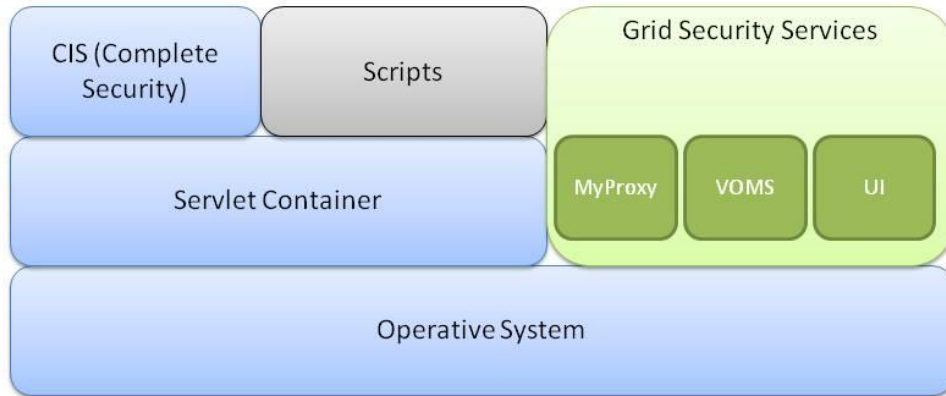 CIS (Complete
Security)
Scripts
Grid Security Services
Servlet Container
MyProxy
VOMS
UI
Operative System